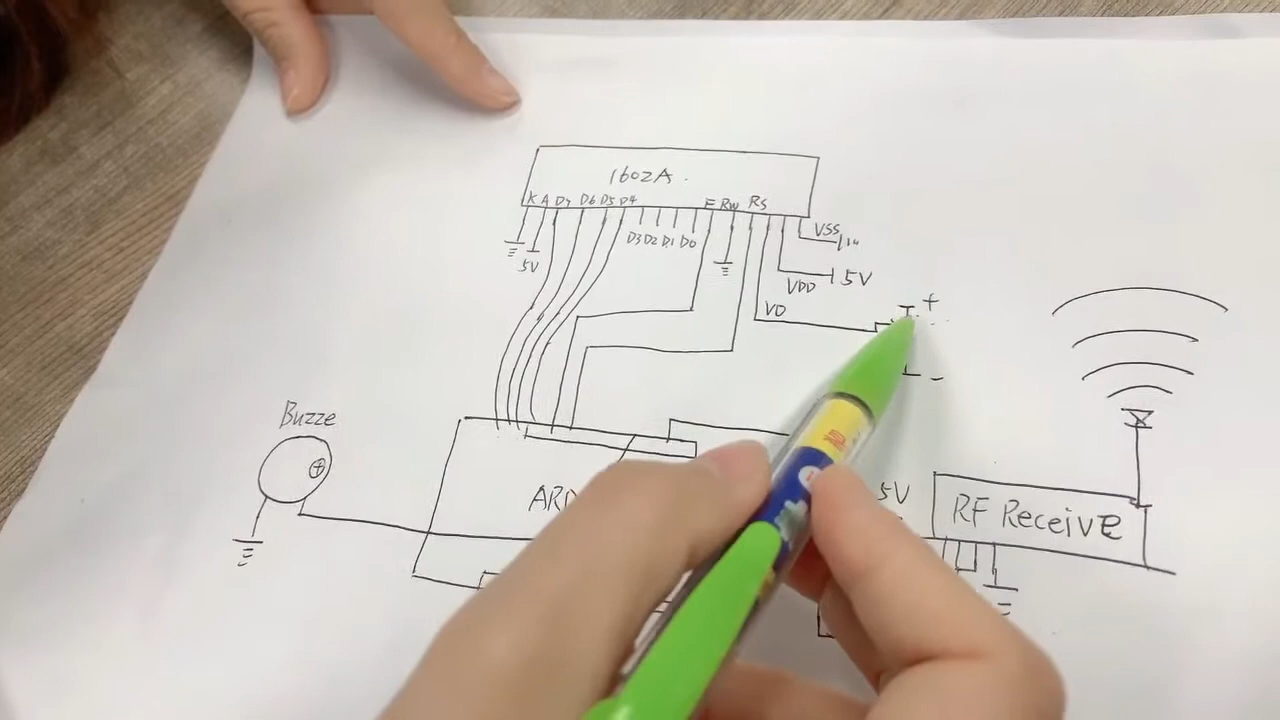 1602A
K A D7 D6 D5 D4 E RW RS
D3 D2 D1 D0
VSS
5V
VDD 5V
VO
+
-
Buzze
5V
RF Receive